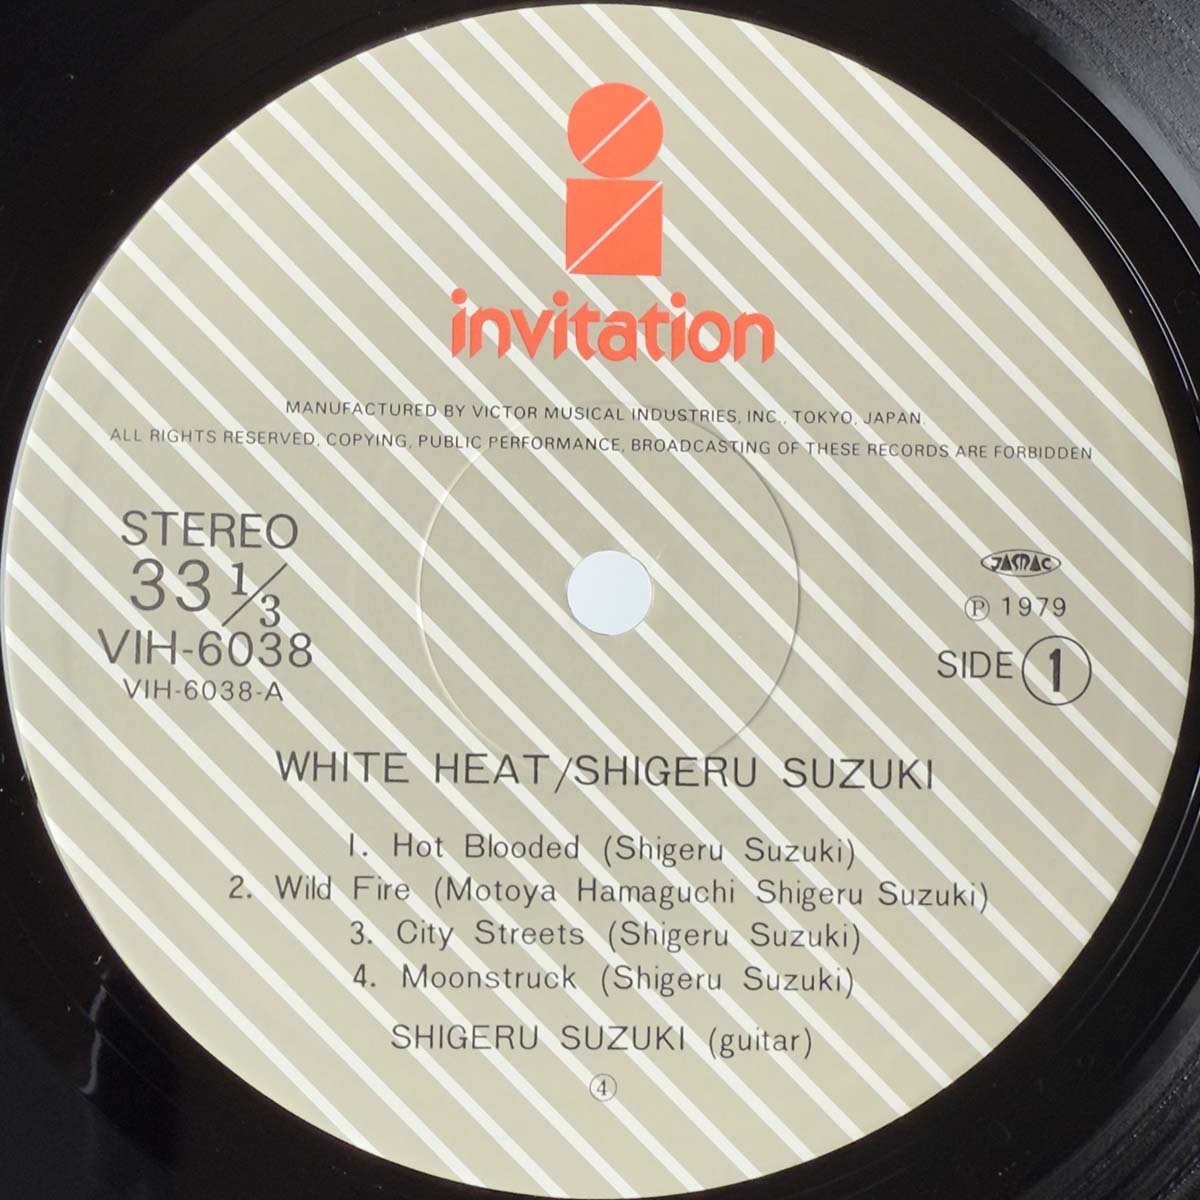 invitation
MANUFACTURED BY VICTOR MUSICAL INDUSTRIES, INC., TOKYO, JAPAN.
ALL RIGHTS RESERVED, COPYING, PUBLIC PERFORMANCE, BROADCASTING OF THESE RECORDS ARE FORBIDDEN
STEREO
33 1/3
VIH-6038
VIH-6038-A
JASRAC
Ⓟ 1979
SIDE 1
WHITE HEAT/SHIGERU SUZUKI
1. Hot Blooded (Shigeru Suzuki)
2. Wild Fire (Motoya Hamaguchi Shigeru Suzuki)
3. City Streets (Shigeru Suzuki)
4. Moonstruck (Shigeru Suzuki)
SHIGERU SUZUKI (guitar)
④